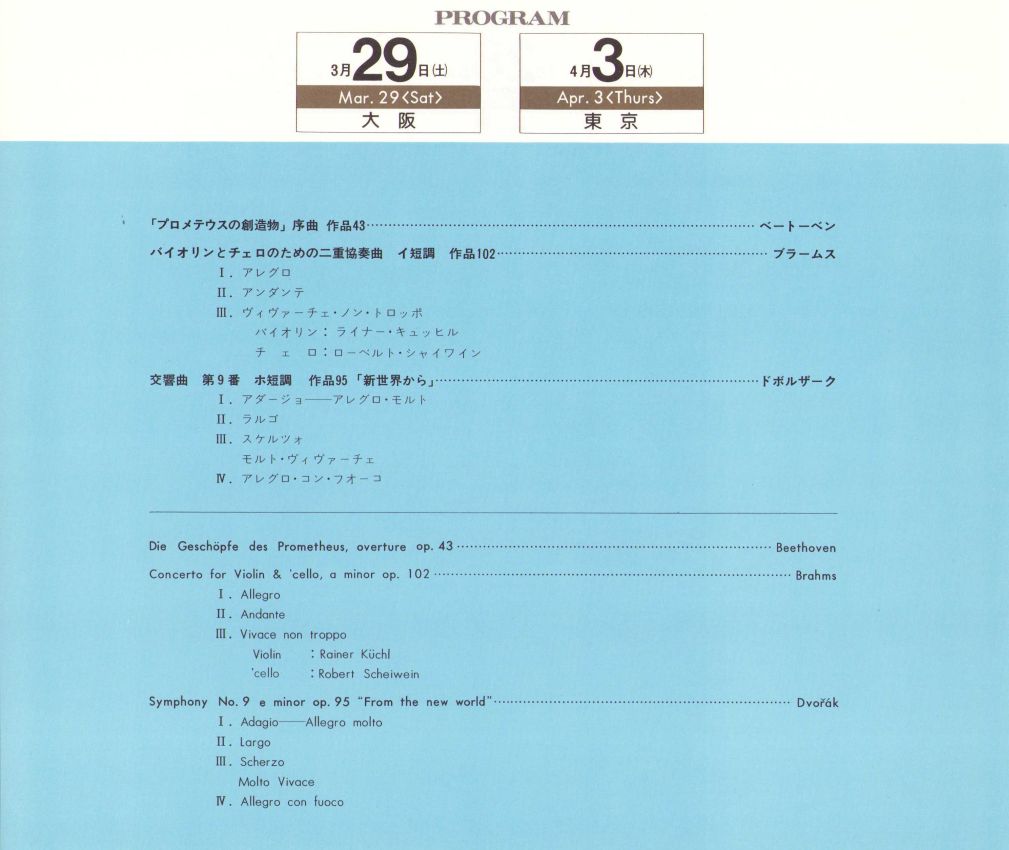 PROGRAM
3月29日(土)
Mar. 29<Sat>
大阪
4月3日(木)
Apr. 3<Thurs>
東京
「プロメテウスの創造物」序曲 作品43 ベートーベン
バイオリンとチェロのための二重協奏曲 イ短調 作品102 ブラームス
Ⅰ. アレグロ
Ⅱ. アンダンテ
Ⅲ. ヴィヴァーチェ・ノン・トロッポ
バイオリン：ライナー・キュッヒル
チェロ：ローベルト・シャイワイン
交響曲 第9番 ホ短調 作品95「新世界から」 ドボルザーク
Ⅰ. アダージョ——アレグロ・モルト
Ⅱ. ラルゴ
Ⅲ. スケルツォ
モルト・ヴィヴァーチェ
Ⅳ. アレグロ・コン・フオーコ
Die Geschöpfe des Prometheus, overture op. 43 Beethoven
Concerto for Violin & 'cello, a minor op. 102 Brahms
Ⅰ. Allegro
Ⅱ. Andante
Ⅲ. Vivace non troppo
Violin : Rainer Küchl
'cello : Robert Scheiwein
Symphony No. 9 e minor op. 95 "From the new world" Dvořák
Ⅰ. Adagio——Allegro molto
Ⅱ. Largo
Ⅲ. Scherzo
Molto Vivace
Ⅳ. Allegro con fuoco